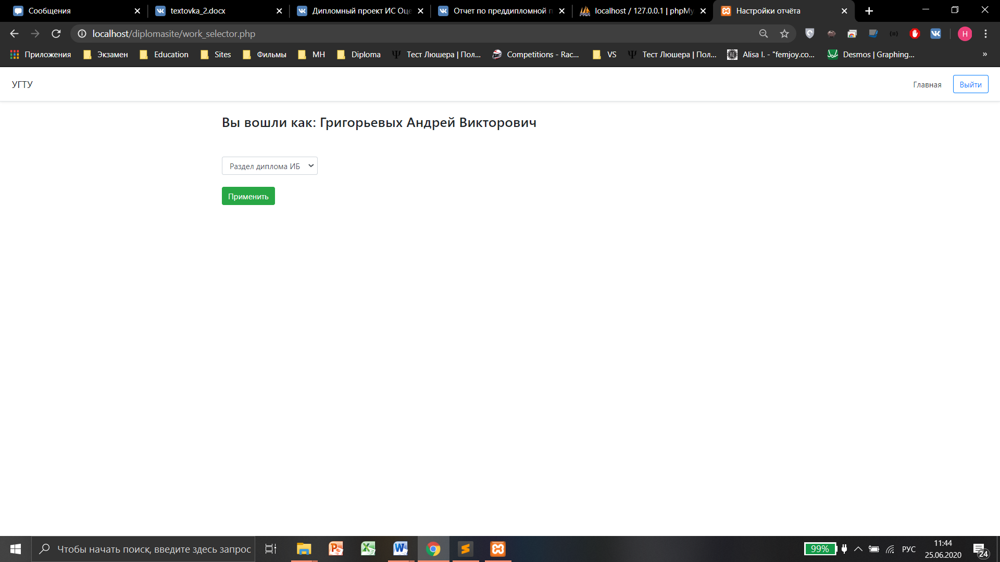 Сообщения
textovka_2.docx
Дипломный проект ИС Оце
Отчет по преддипломной п
localhost / 127.0.0.1 | phpMy
Настройки отчёта
localhost/diplomasite/work_selector.php
H
Приложения
Экзамен
Education
Sites
Фильмы
МН
Diploma
Тест Люшера | Пол...
Competitions - Rac...
VS
Тест Люшера | Пол...
Alisa I. - "femjoy.co...
Desmos | Graphing...
»
УГТУ
Главная
Выйти
Вы вошли как: Григорьевых Андрей Викторович
Раздел диплома ИБ
Применить
Чтобы начать поиск, введите здесь запрос
99%
РУС
11:44
25.06.2020
24